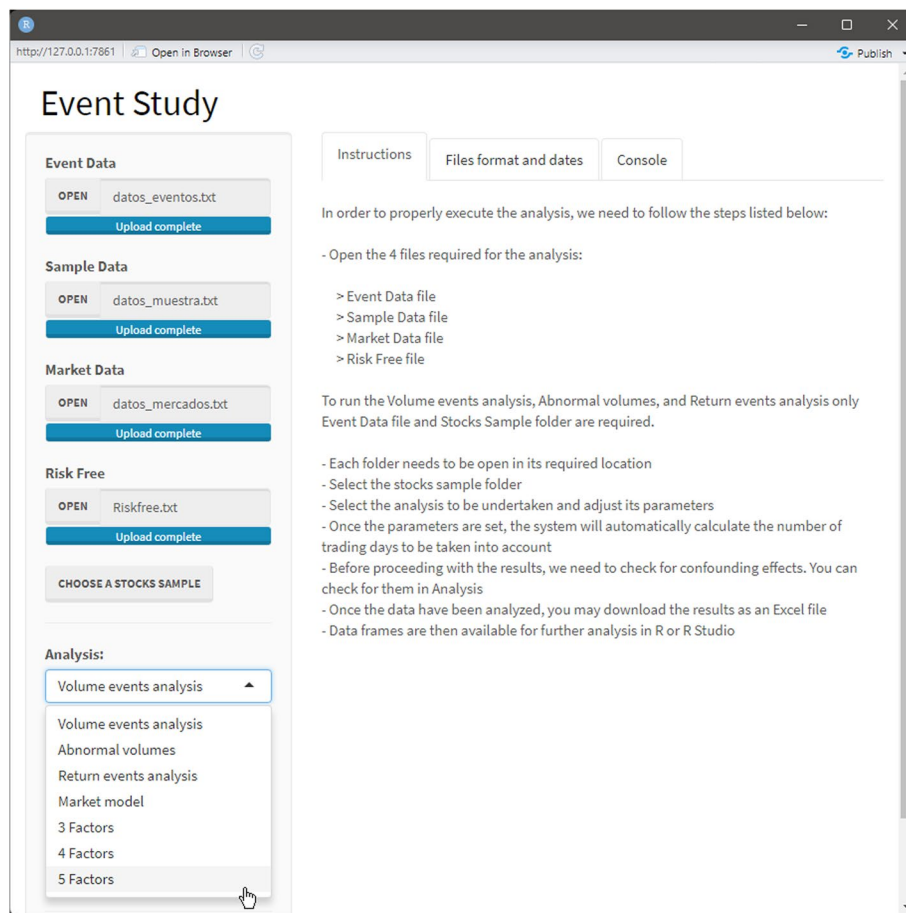 R
http://127.0.0.1:7861 Open in Browser Publish
Event Study
Event Data
OPEN datos_eventos.txt
Upload complete
Sample Data
OPEN datos_muestra.txt
Upload complete
Market Data
OPEN datos_mercados.txt
Upload complete
Risk Free
OPEN Riskfree.txt
Upload complete
CHOOSE A STOCKS SAMPLE
Analysis:
Volume events analysis
Volume events analysis
Abnormal volumes
Return events analysis
Market model
3 Factors
4 Factors
5 Factors
Instructions Files format and dates Console
In order to properly execute the analysis, we need to follow the steps listed below:
- Open the 4 files required for the analysis:
> Event Data file
> Sample Data file
> Market Data file
> Risk Free file
To run the Volume events analysis, Abnormal volumes, and Return events analysis only
Event Data file and Stocks Sample folder are required.
- Each folder needs to be open in its required location
- Select the stocks sample folder
- Select the analysis to be undertaken and adjust its parameters
- Once the parameters are set, the system will automatically calculate the number of
trading days to be taken into account
- Before proceeding with the results, we need to check for confounding effects. You can
check for them in Analysis
- Once the data have been analyzed, you may download the results as an Excel file
- Data frames are then available for further analysis in R or R Studio